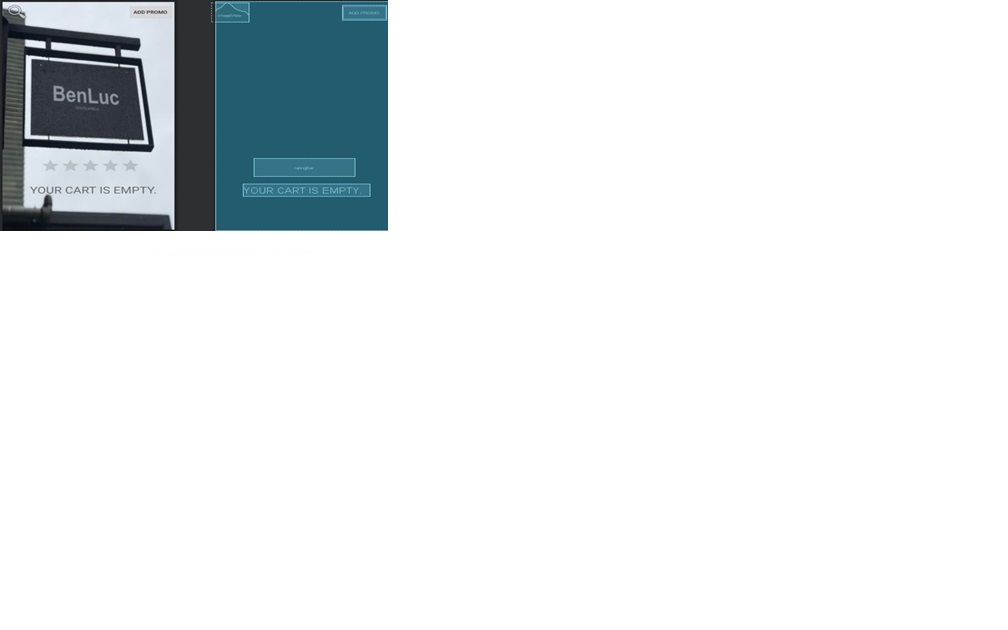 ADD PROMO
BenLuc
YOUR CART IS EMPTY.
ImageView
ADD PROMO
ratingBar
YOUR CART IS EMPTY.